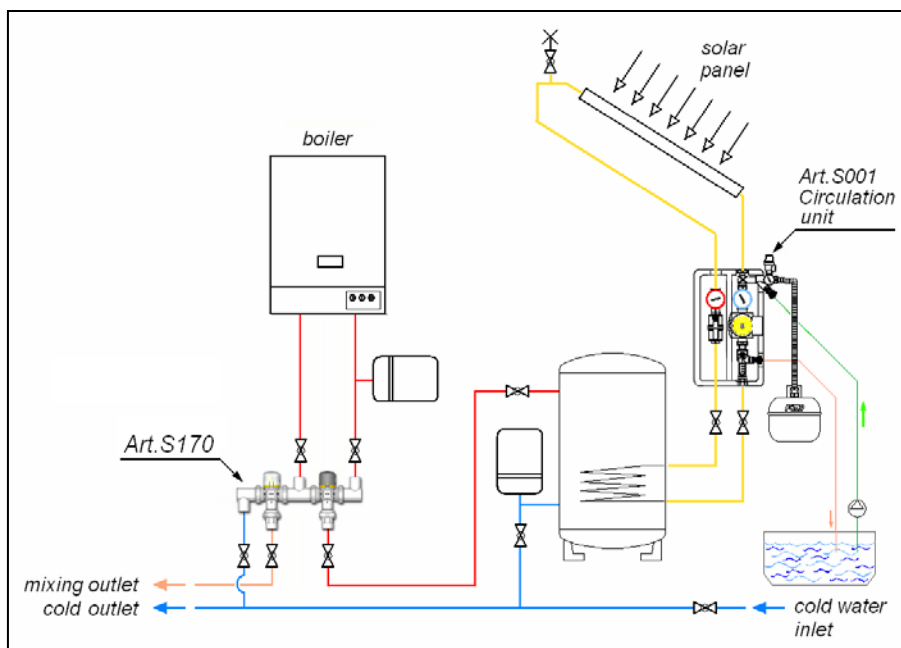 solar
panel
boiler
Art.S001
Circulation
unit
Art.S170
mixing outlet
cold outlet
cold water
inlet